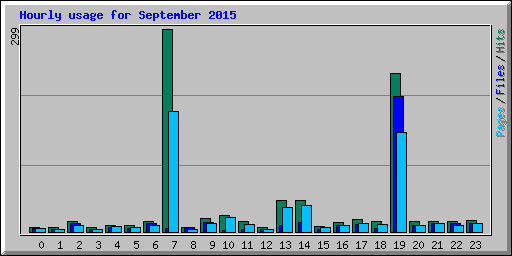 Hourly usage for September 2015
299
Pages / Files / Hits
0 1 2 3 4 5 6 7 8 9 10 11 12 13 14 15 16 17 18 19 20 21 22 23